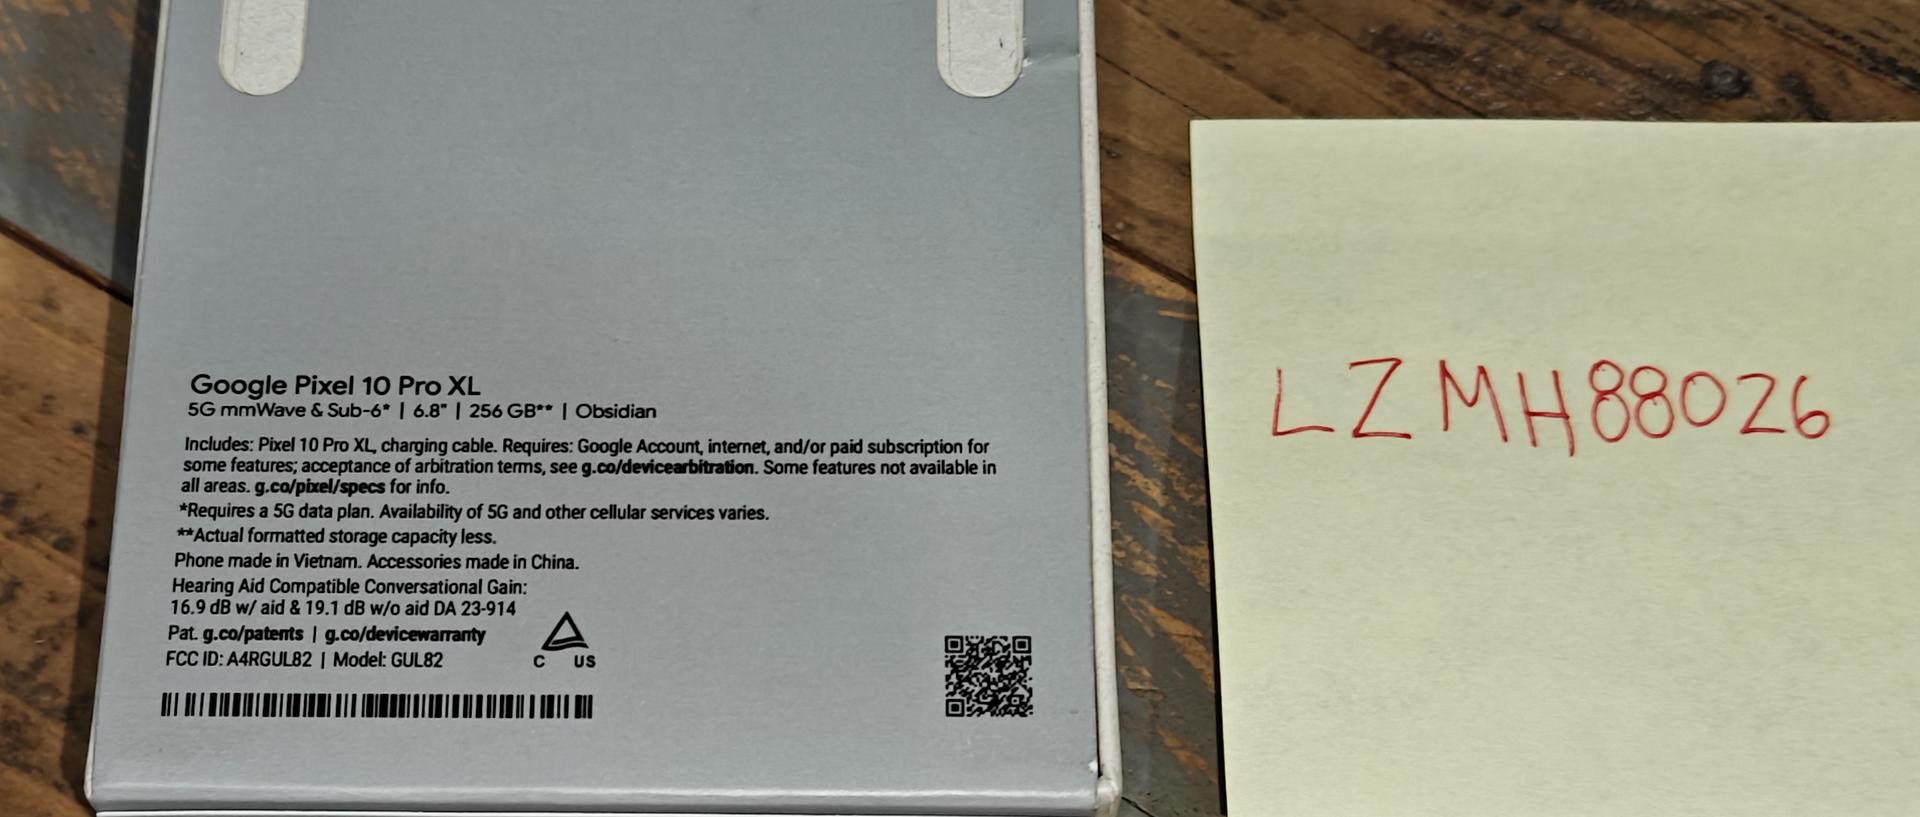 Google Pixel 10 Pro XL
5G mmWave & Sub-6* | 6.8" | 256 GB** | Obsidian
Includes: Pixel 10 Pro XL, charging cable. Requires: Google Account, internet, and/or paid subscription for
some features; acceptance of arbitration terms, see g.co/devicearbitration. Some features not available in
all areas. g.co/pixel/specs for info.
*Requires a 5G data plan. Availability of 5G and other cellular services varies.
**Actual formatted storage capacity less.
Phone made in Vietnam. Accessories made in China.
Hearing Aid Compatible Conversational Gain:
16.9 dB w/ aid & 19.1 dB w/o aid DA 23-914
Pat. g.co/patents | g.co/devicewarranty
FCC ID: A4RGUL82 | Model: GUL82
C US
LZMH88026